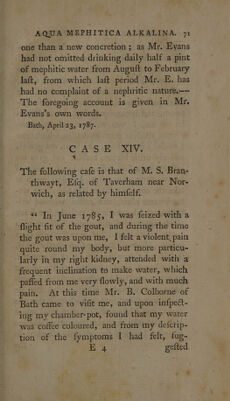 AQUA MEPHITICA ALKALINA. 71
one than a new concretion; as Mr. Evans
had not omitted drinking daily half a pint
of mephitic water from Auguſt to February
laſt, from which laſt period Mr. E. has
had no complaint of a nephritic nature.—
The foregoing account is given in Mr.
Evans's own words.
Bath, April 23, 1787.
CASE XIV.
The following caſe is that of M. S. Bran-
thwayt, Eſq. of Taverham near Nor-
wich, as related by himſelf.
“ In June 1785, I was ſeized with a
ſlight fit of the gout, and during the time
the gout was upon me, I felt a violent pain
quite round my body, but more particu-
larly in my right kidney, attended with a
frequent inclination to make water, which
paſſed from me very ſlowly, and with much
pain. At this time Mr. B. Colborne of
Bath came to viſit me, and upon inſpect-
ing my chamber-pot, found that my water
was coffee coloured, and from my deſcrip-
tion of the ſymptoms I had felt, ſug-
E 4 geſted